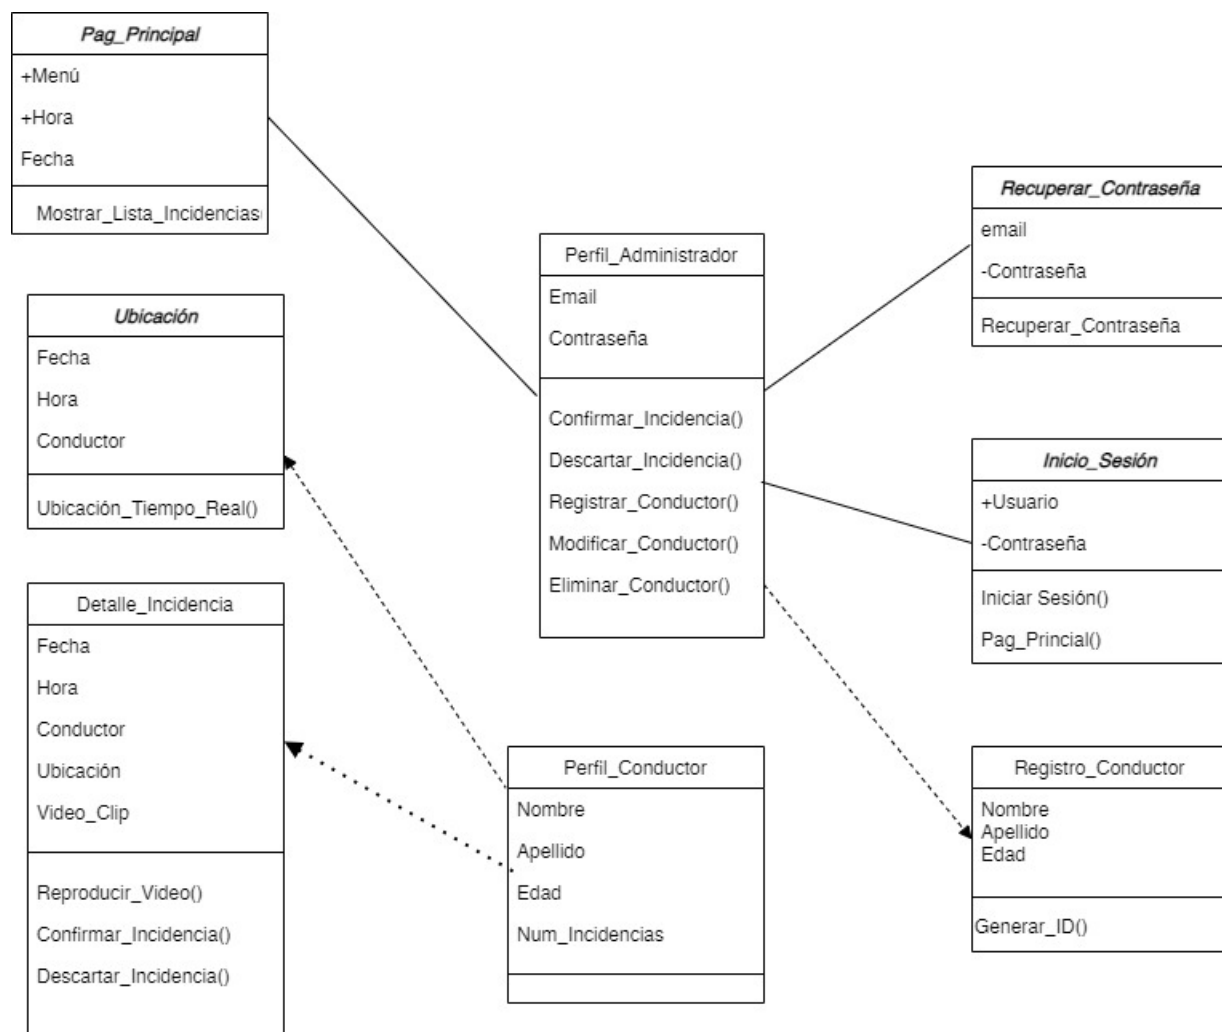 Pag_Principal
+Menú
+Hora
Fecha
Mostrar_Lista_Incidencias
Ubicación
Fecha
Hora
Conductor
Ubicación_Tiempo_Real()
Detalle_Incidencia
Fecha
Hora
Conductor
Ubicación
Video_Clip
Reproducir_Video()
Confirmar_Incidencia()
Descartar_Incidencia()
Perfil_Administrador
Email
Contraseña
Confirmar_Incidencia()
Descartar_Incidencia()
Registrar_Conductor()
Modificar_Conductor()
Eliminar_Conductor()
Perfil_Conductor
Nombre
Apellido
Edad
Num_Incidencias
Recuperar_Contraseña
email
-Contraseña
Recuperar_Contraseña
Inicio_Sesión
+Usuario
-Contraseña
Iniciar Sesión()
Pag_Princial()
Registro_Conductor
Nombre
Apellido
Edad
Generar_ID()